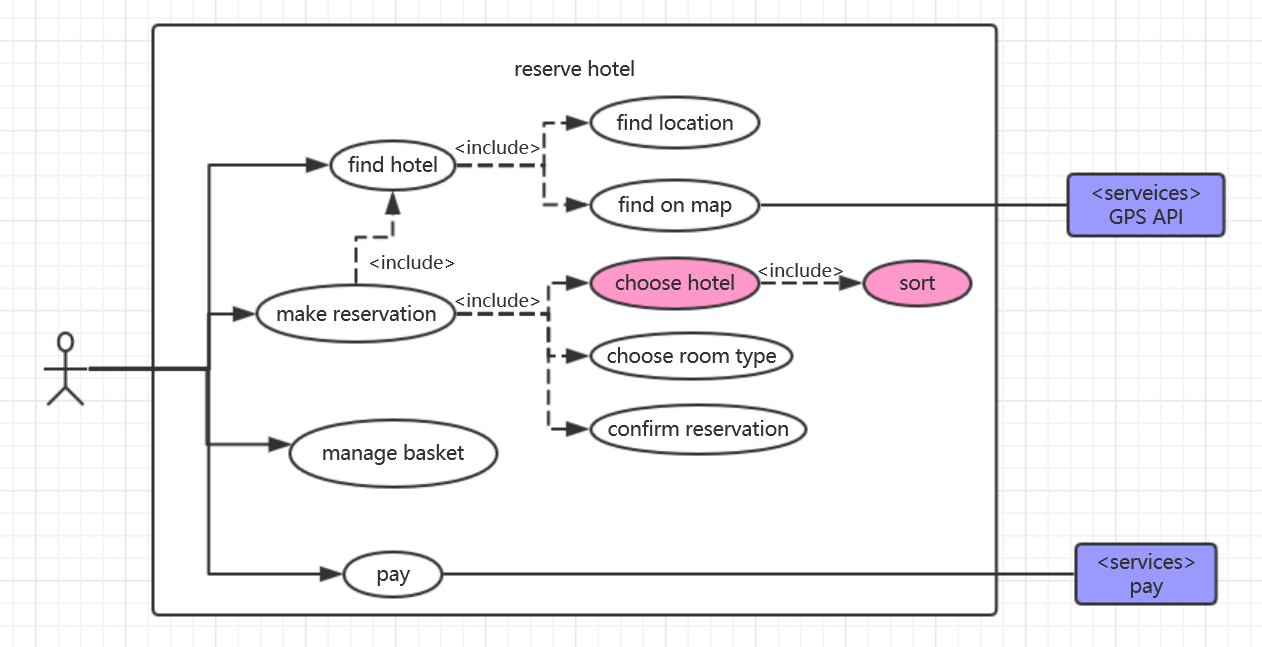 reserve hotel
find location
<include>
find hotel
find on map
<serveices>
GPS API
<include>
choose hotel
<include>
sort
make reservation
<include>
choose room type
confirm reservation
manage basket
pay
<services>
pay